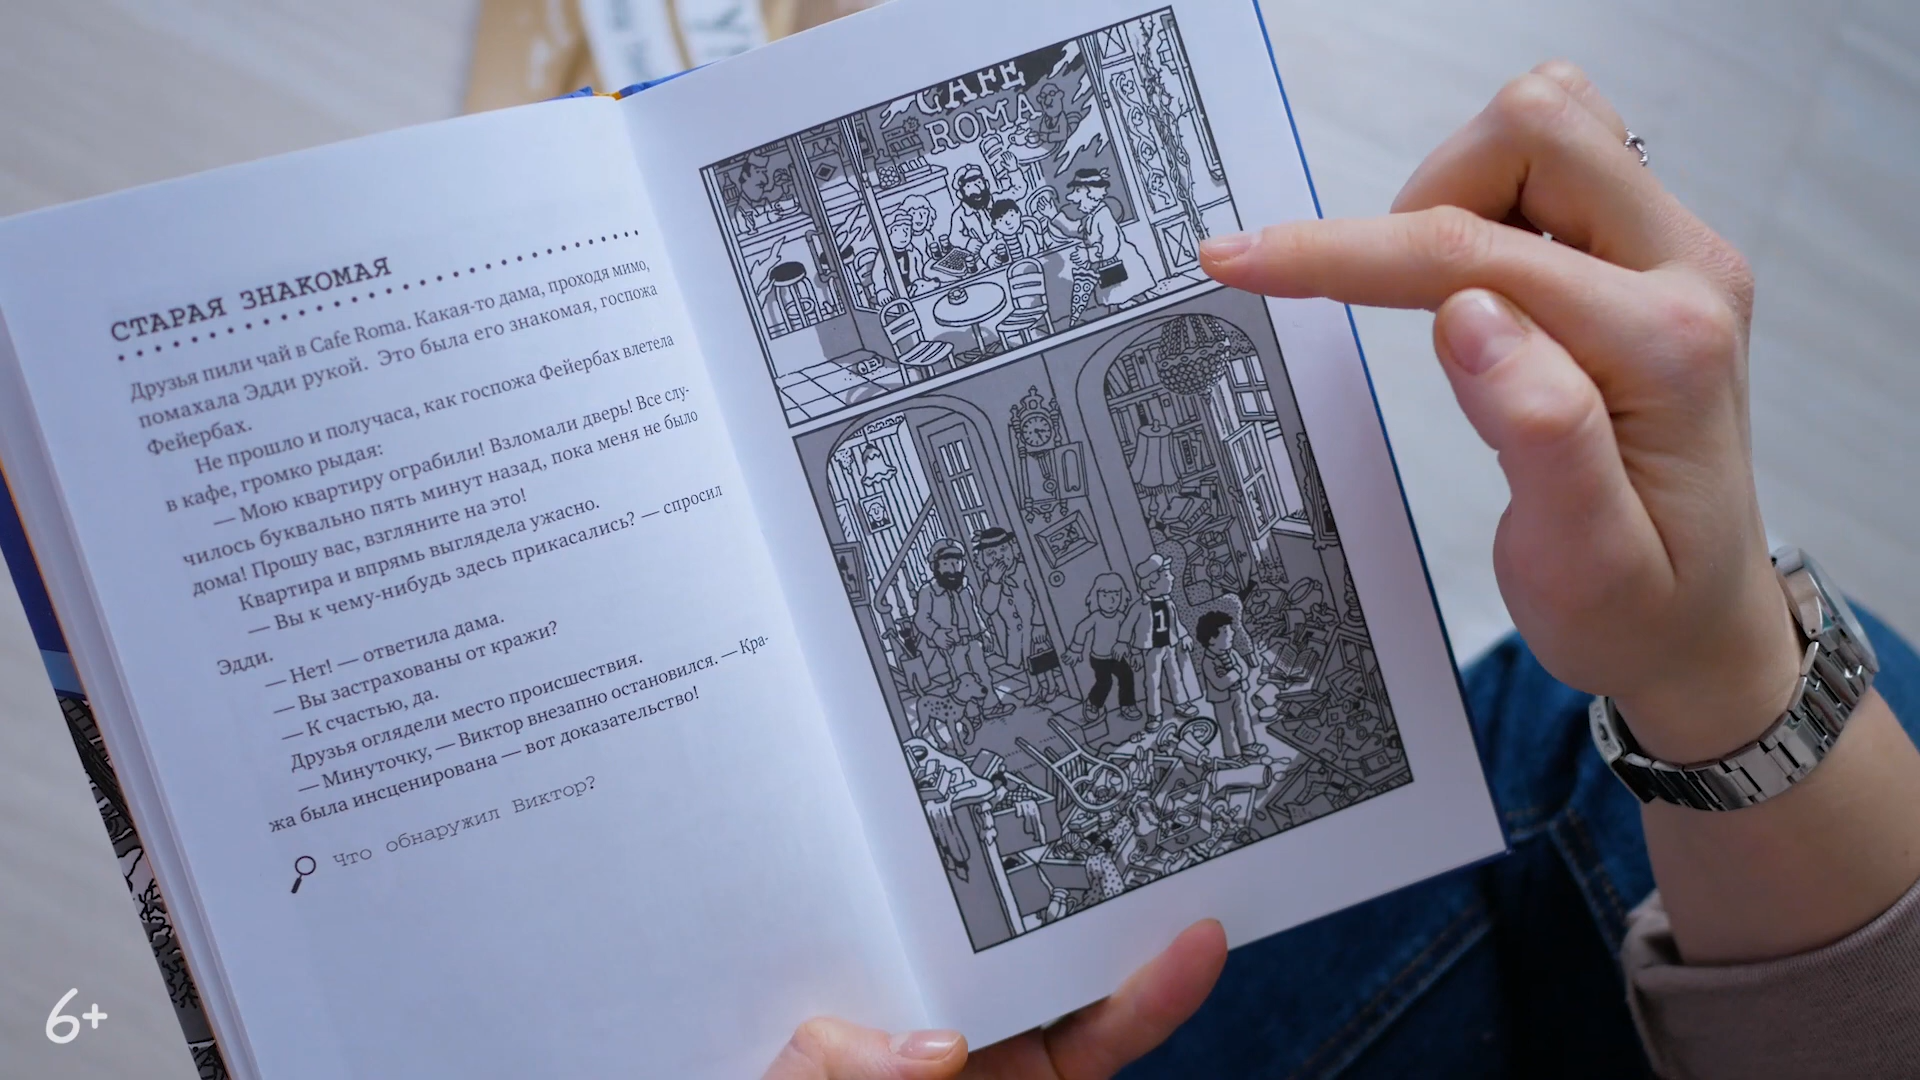 СТАРАЯ ЗНАКОМАЯ
Друзья пили чай в Cafe Roma. Какая-то дама, проходя мимо,
помахала Эдди рукой. Это была его знакомая, госпожа
Фейербах.
Не прошло и получаса, как госпожа Фейербах влетела
в кафе, громко рыдая:
— Мою квартиру ограбили! Взломали дверь! Все слу-
чилось буквально пять минут назад, пока меня не было
дома! Прошу вас, взгляните на это!
Квартира и впрямь выглядела ужасно.
— Вы к чему-нибудь здесь прикасались? — спросил
Эдди.
— Нет! — ответила дама.
— Вы застрахованы от кражи?
— К счастью, да.
Друзья оглядели место происшествия.
— Минуточку, — Виктор внезапно остановился. — Кра-
жа была инсценирована — вот доказательство!
Что обнаружил Виктор?
CAFE
ROMA
1
6+